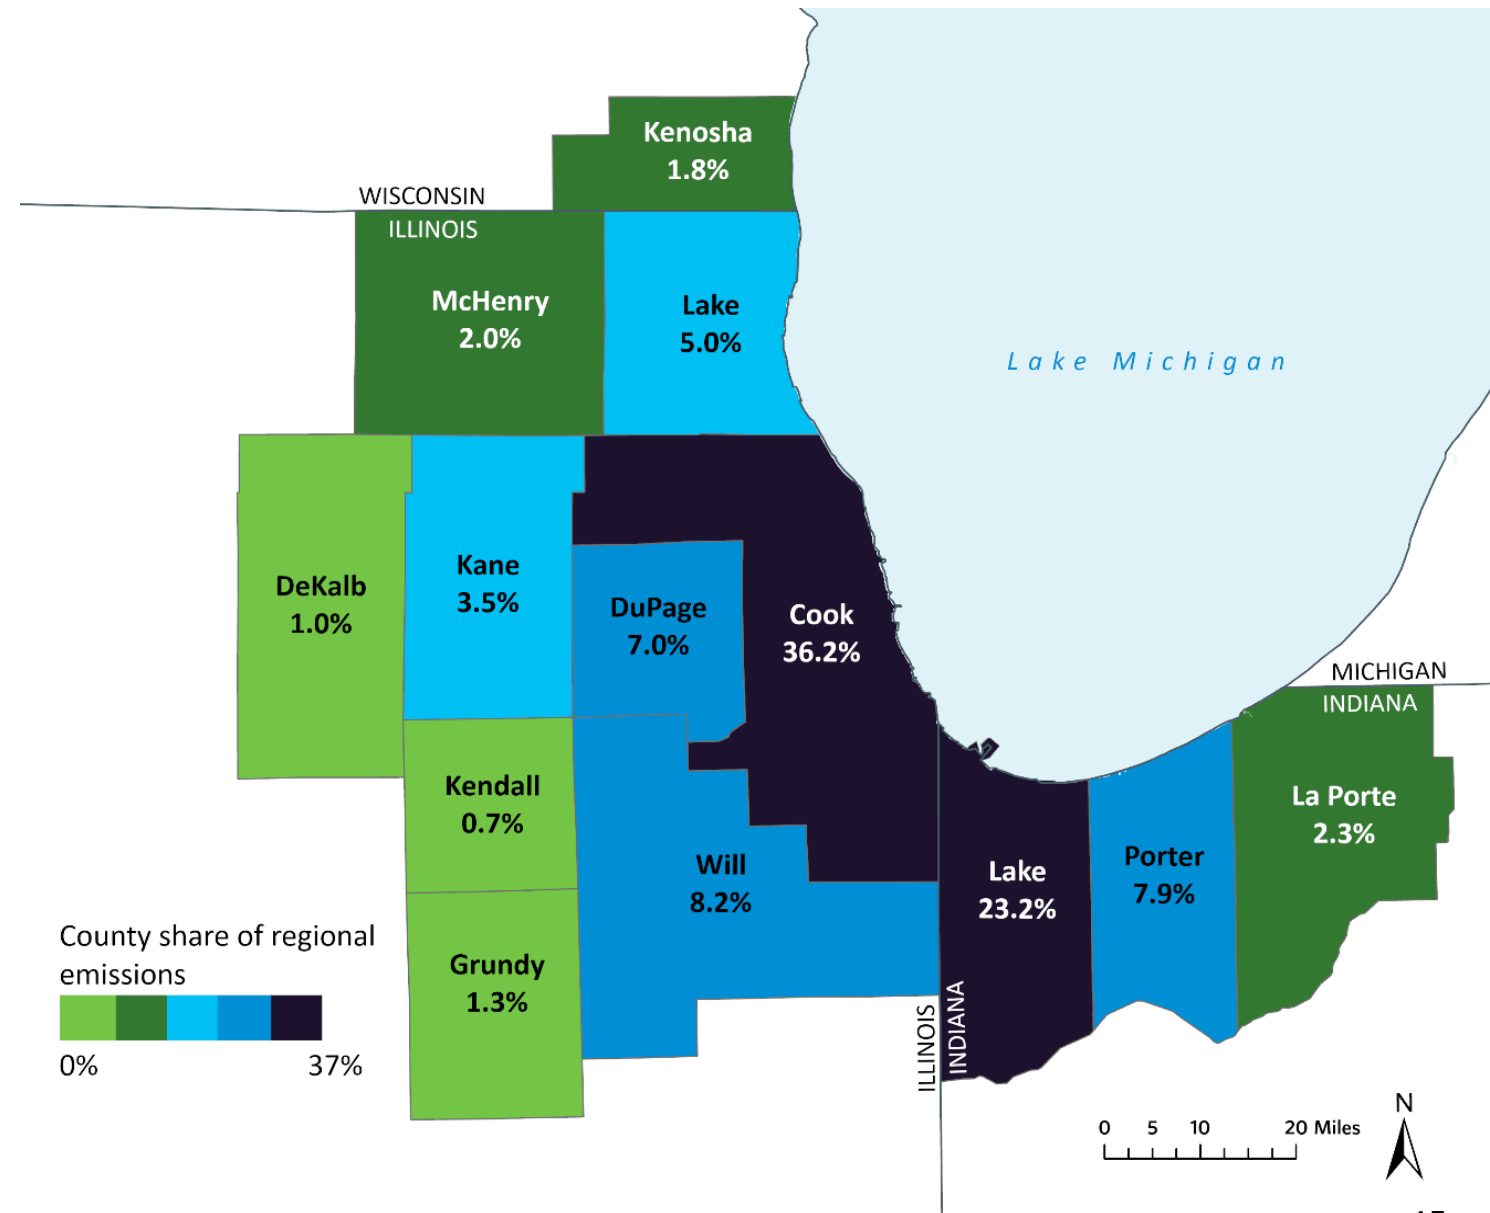 Kenosha
1.8%
WISCONSIN
ILLINOIS
McHenry
2.0%
Lake
5.0%
Lake Michigan
DeKalb
1.0%
Kane
3.5%
DuPage
7.0%
Cook
36.2%
MICHIGAN
INDIANA
Kendall
0.7%
Will
8.2%
Lake
23.2%
Porter
7.9%
La Porte
2.3%
Grundy
1.3%
County share of regional
emissions
0% 37%
ILLINOIS
INDIANA
0 5 10 20 Miles
N